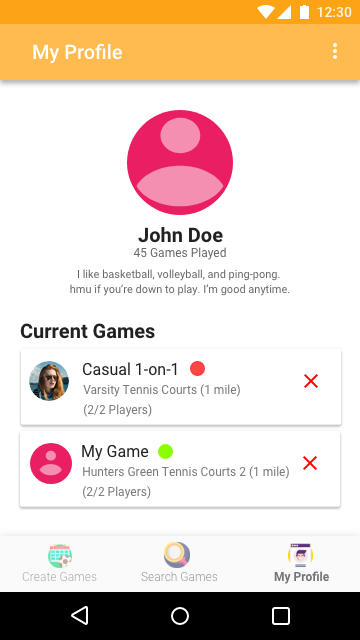 12:30
My Profile
John Doe
45 Games Played
I like basketball, volleyball, and ping-pong.
hmu if you're down to play. I'm good anytime.
Current Games
Casual 1-on-1
Varsity Tennis Courts (1 mile)
(2/2 Players)
My Game
Hunters Green Tennis Courts 2 (1 mile)
(2/2 Players)
Create Games Search Games My Profile